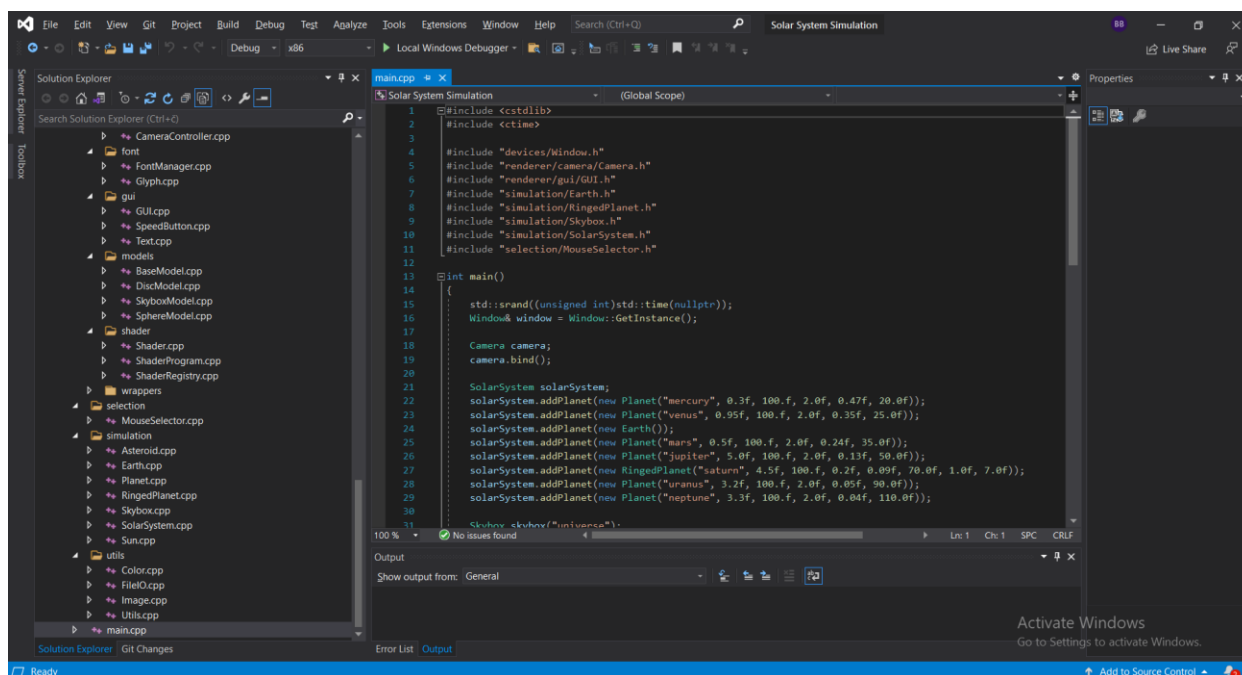 File Edit View Git Project Build Debug Test Analyze Tools Extensions Window Help Search (Ctrl+Q) Solar System Simulation BB
Debug x86 Local Windows Debugger Live Share
Server Explorer
Toolbox
Solution Explorer
Search Solution Explorer (Ctrl+č)
CameraController.cpp
font
FontManager.cpp
Glyph.cpp
gui
GUI.cpp
SpeedButton.cpp
Text.cpp
models
BaseModel.cpp
DiscModel.cpp
SkyboxModel.cpp
SphereModel.cpp
shader
Shader.cpp
ShaderProgram.cpp
ShaderRegistry.cpp
wrappers
selection
MouseSelector.cpp
simulation
Asteroid.cpp
Earth.cpp
Planet.cpp
RingedPlanet.cpp
Skybox.cpp
SolarSystem.cpp
Sun.cpp
utils
Color.cpp
FileIO.cpp
Image.cpp
Utils.cpp
main.cpp
Solution Explorer Git Changes
main.cpp
Solar System Simulation (Global Scope)
1 #include <cstdlib>
2 #include <ctime>
3
4 #include "devices/Window.h"
5 #include "renderer/camera/Camera.h"
6 #include "renderer/gui/GUI.h"
7 #include "simulation/Earth.h"
8 #include "simulation/RingedPlanet.h"
9 #include "simulation/Skybox.h"
10 #include "simulation/SolarSystem.h"
11 #include "selection/MouseSelector.h"
12
13 int main()
14 {
15 std::srand((unsigned int)std::time(nullptr));
16 Window& window = Window::GetInstance();
17
18 Camera camera;
19 camera.bind();
20
21 SolarSystem solarSystem;
22 solarSystem.addPlanet(new Planet("mercury", 0.3f, 100.f, 2.0f, 0.47f, 20.0f));
23 solarSystem.addPlanet(new Planet("venus", 0.95f, 100.f, 2.0f, 0.35f, 25.0f));
24 solarSystem.addPlanet(new Earth());
25 solarSystem.addPlanet(new Planet("mars", 0.5f, 100.f, 2.0f, 0.24f, 35.0f));
26 solarSystem.addPlanet(new Planet("jupiter", 5.0f, 100.f, 2.0f, 0.13f, 50.0f));
27 solarSystem.addPlanet(new RingedPlanet("saturn", 4.5f, 100.f, 0.2f, 0.09f, 70.0f, 1.0f, 7.0f));
28 solarSystem.addPlanet(new Planet("uranus", 3.2f, 100.f, 2.0f, 0.05f, 90.0f));
29 solarSystem.addPlanet(new Planet("neptune", 3.3f, 100.f, 2.0f, 0.04f, 110.0f));
30
31 Skybox skybox("universe");
100 % No issues found Ln: 1 Ch: 1 SPC CRLF
Output
Show output from: General
Error List Output
Properties
Activate Windows
Go to Settings to activate Windows.
Ready Add to Source Control